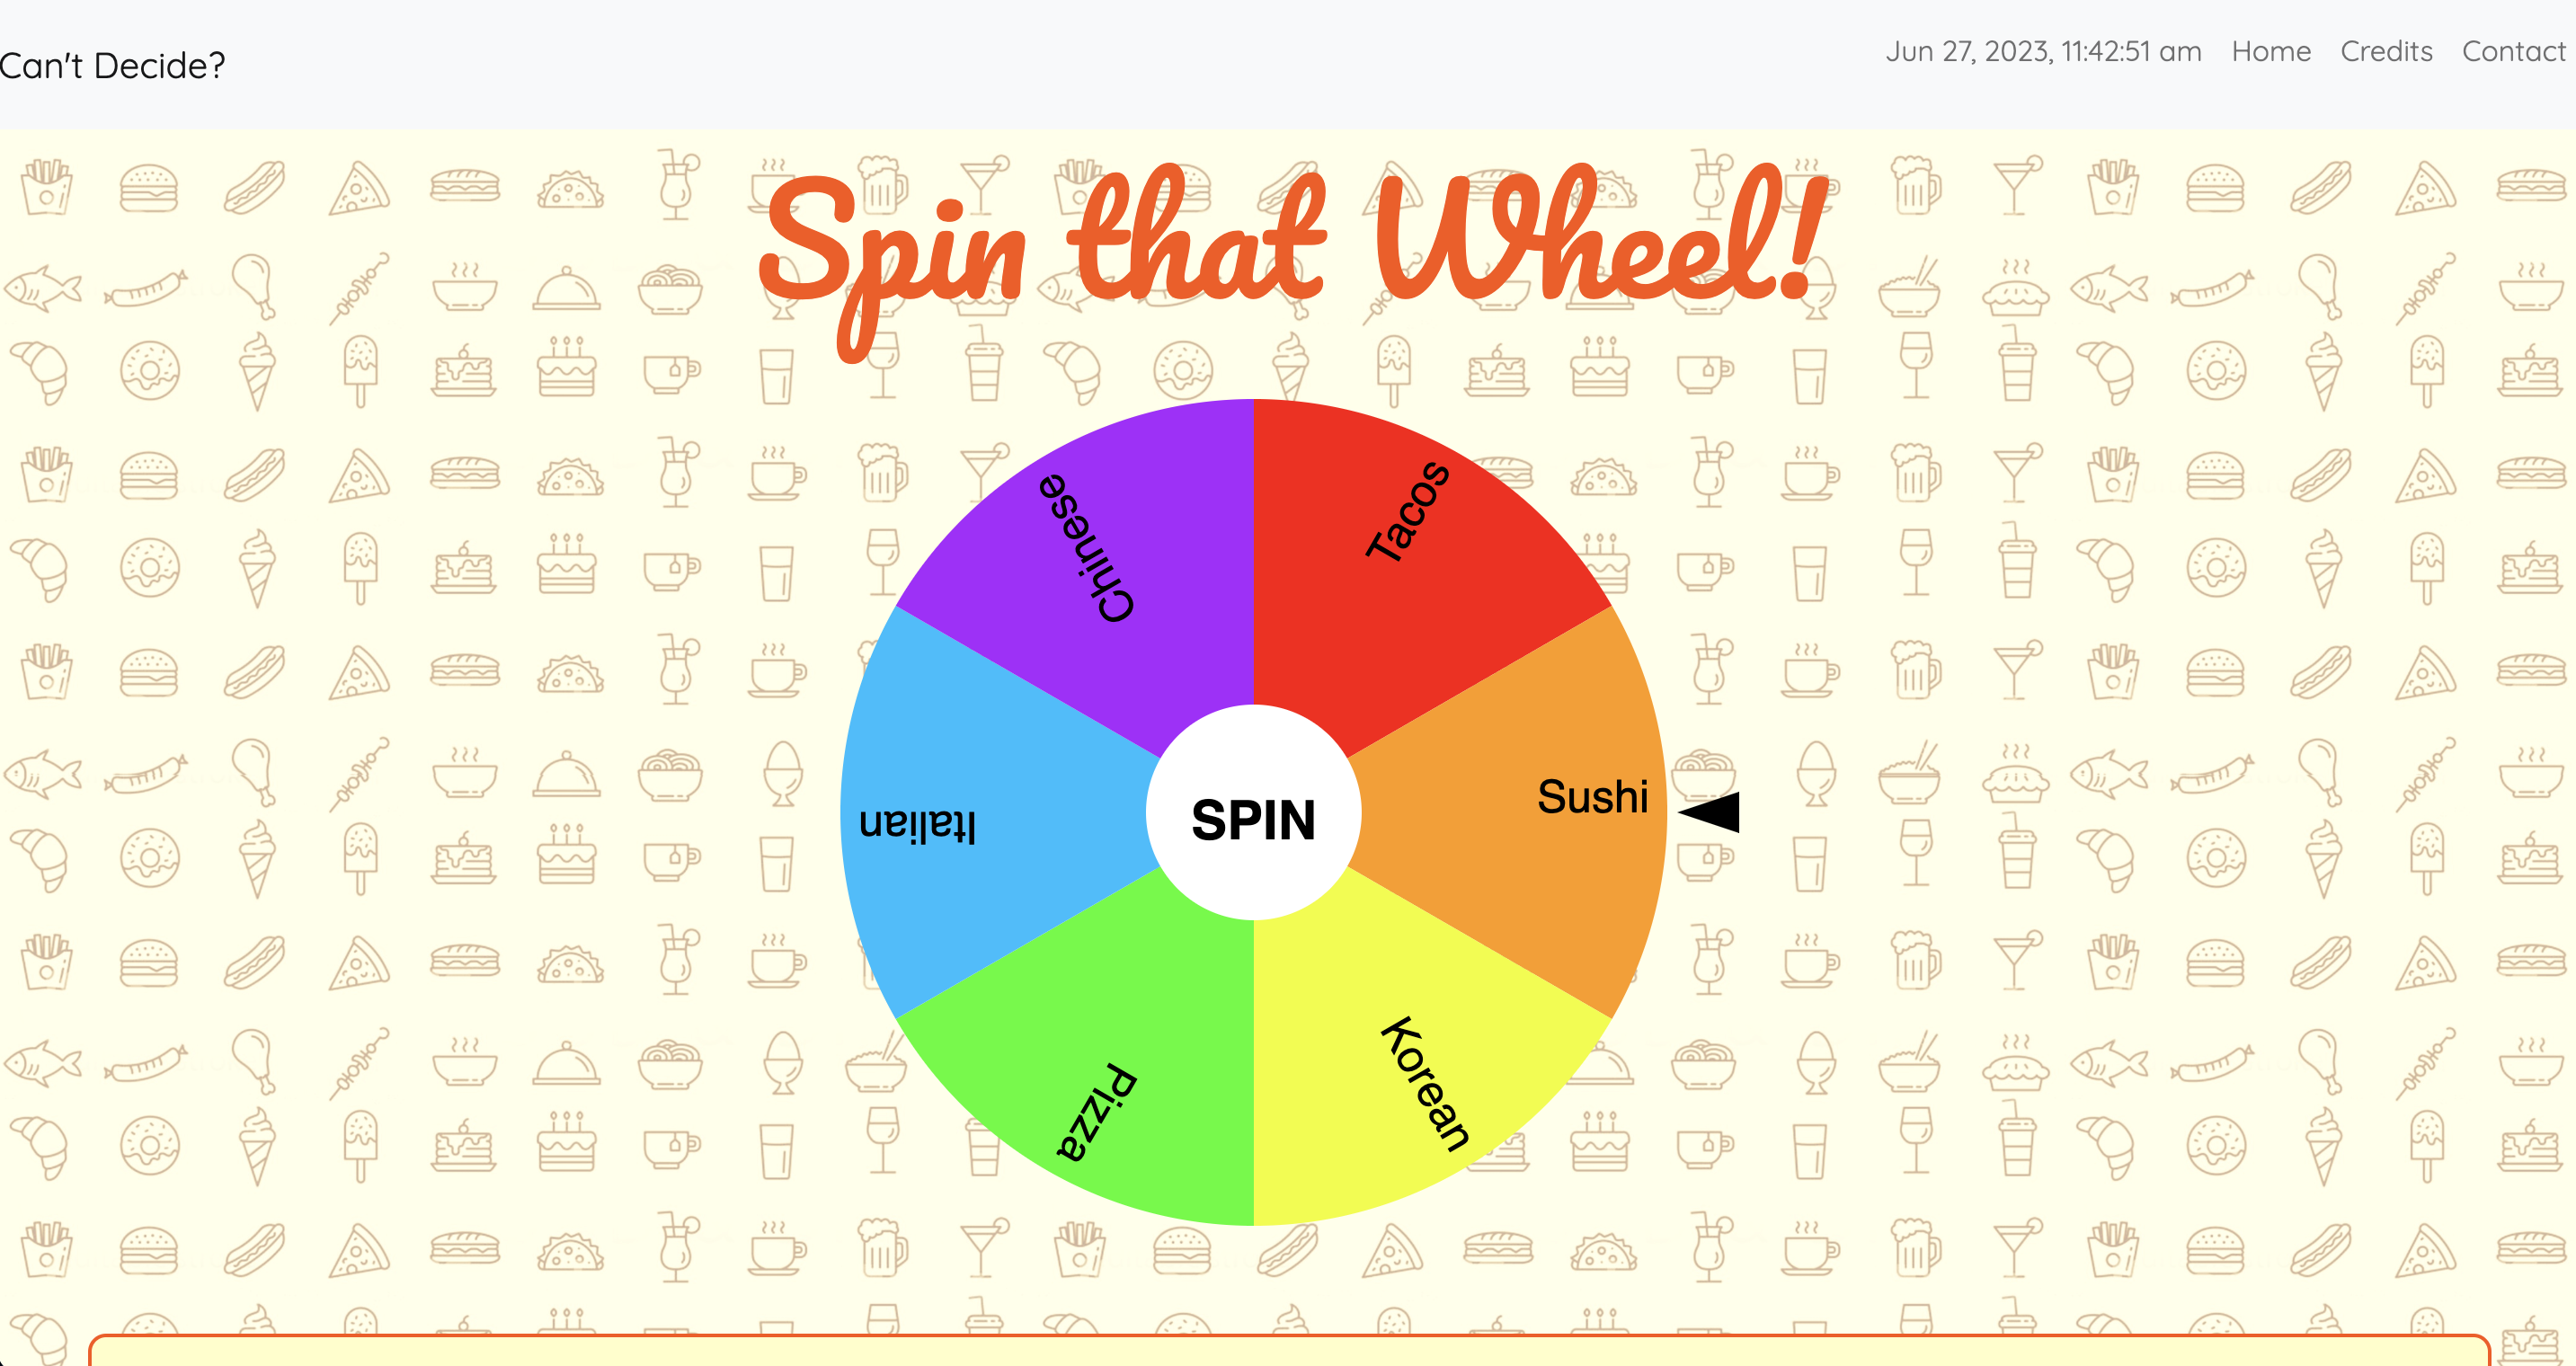 Can't Decide?
Jun 27, 2023, 11:42:51 am Home Credits Contact
Spin that Wheel!
Chinese
Tacos
Italian
SPIN
Sushi
Pizza
Korean